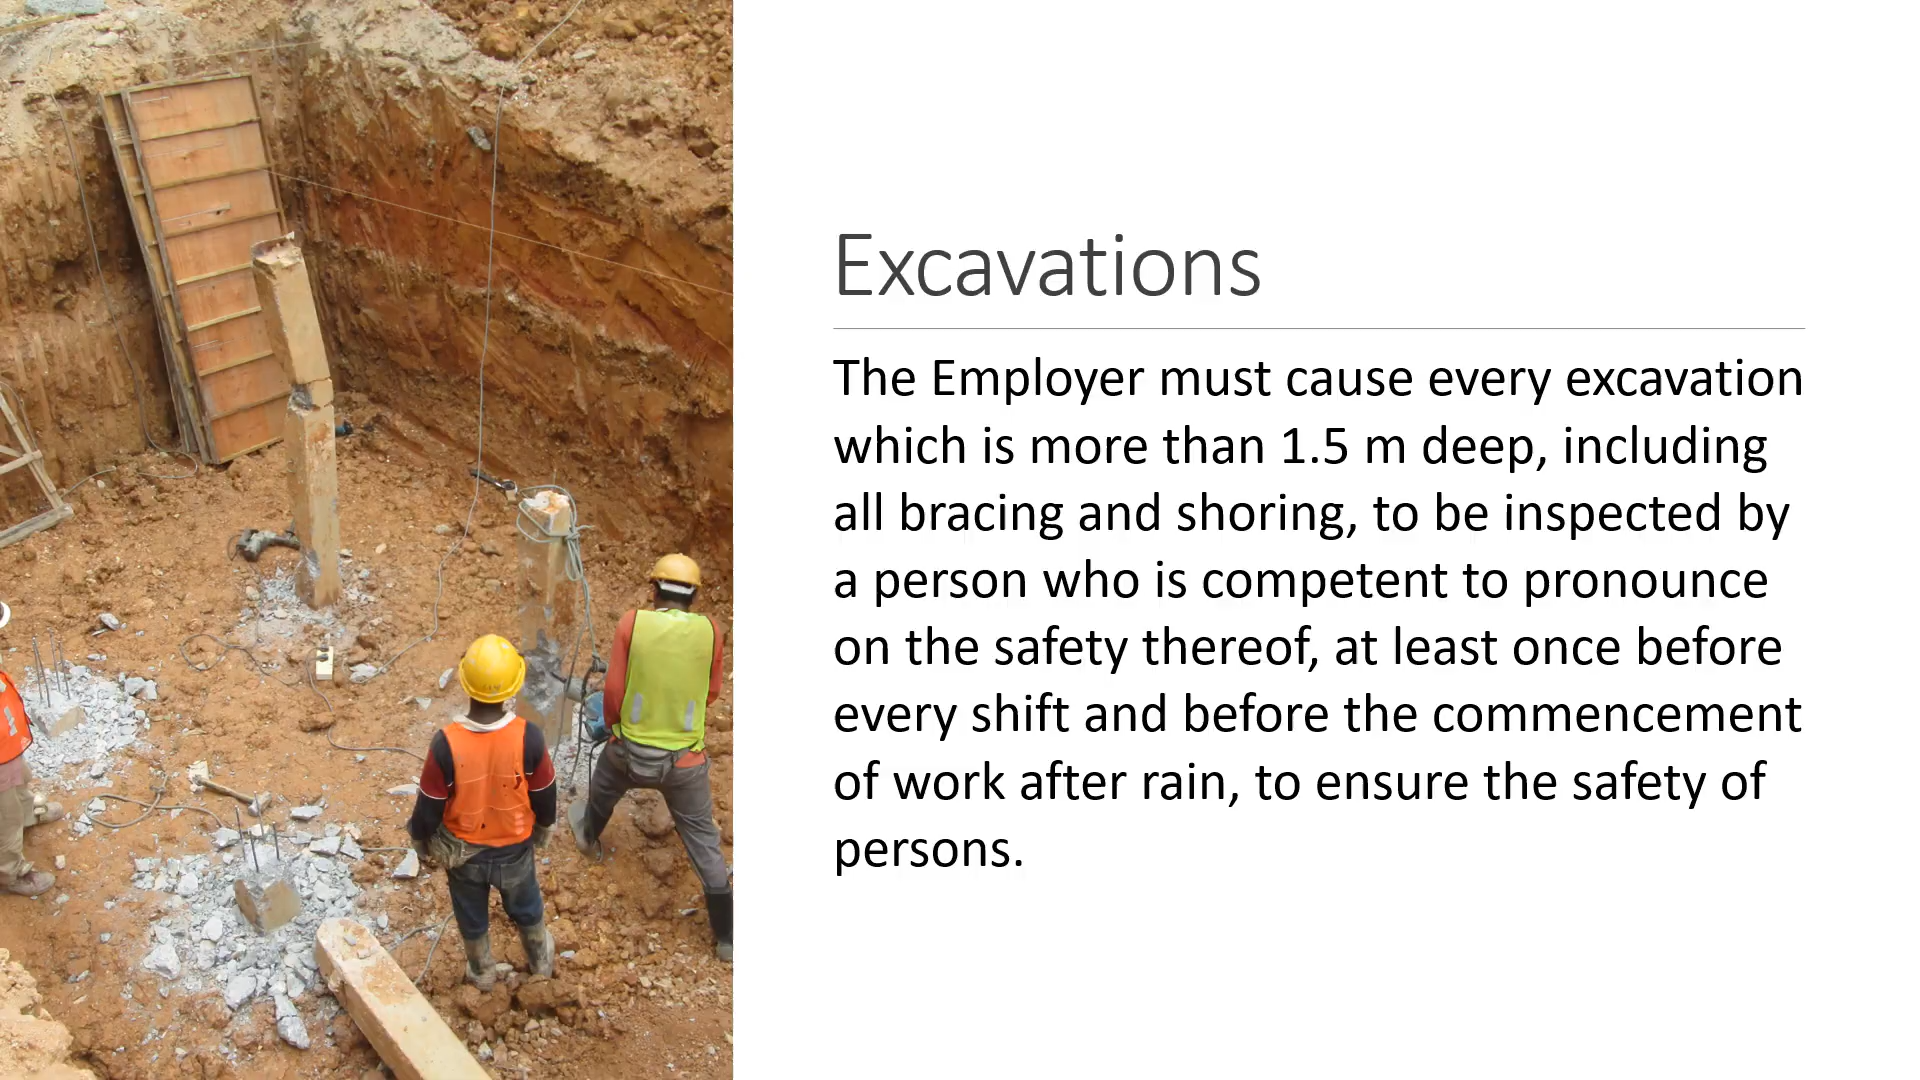 Excavations
The Employer must cause every excavation
which is more than 1.5 m deep, including
all bracing and shoring, to be inspected by
a person who is competent to pronounce
on the safety thereof, at least once before
every shift and before the commencement
of work after rain, to ensure the safety of
persons.